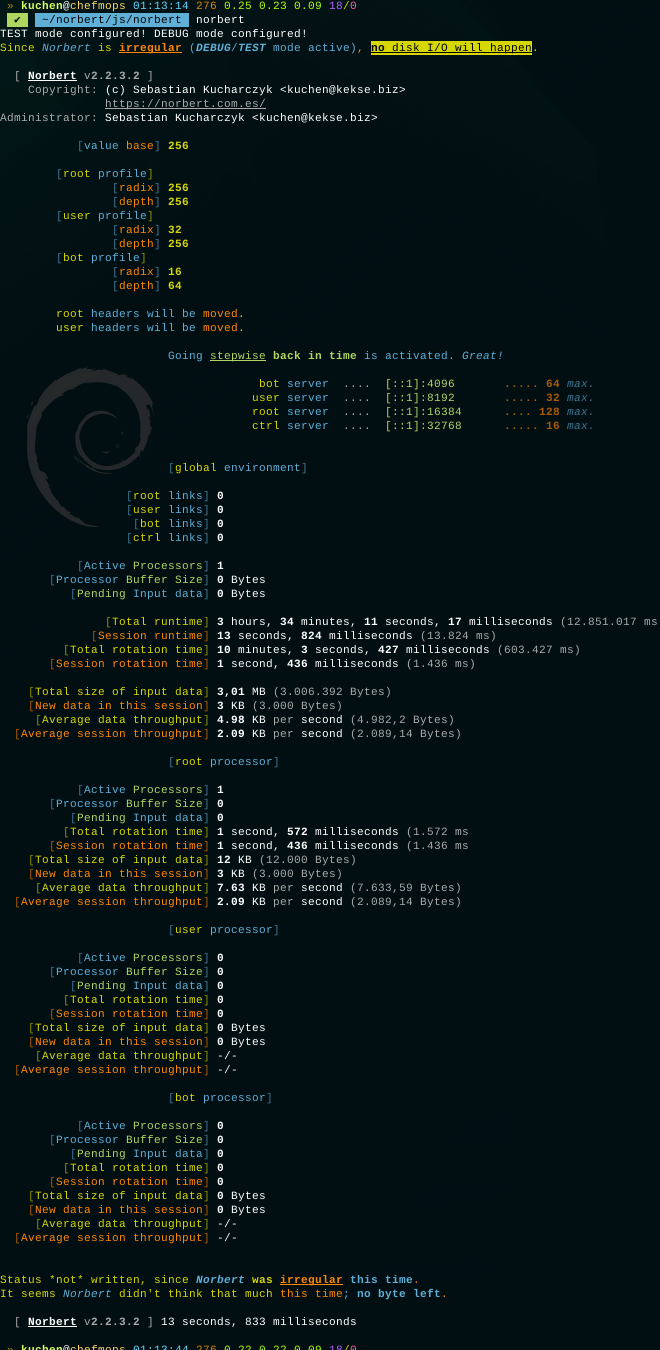 » kuchen@chefmops 01:13:14 276 0.25 0.23 0.09 18/0
✔ ~/norbert/js/norbert norbert
TEST mode configured! DEBUG mode configured!
Since Norbert is irregular (DEBUG/TEST mode active), no disk I/O will happen.
[ Norbert v2.2.3.2 ]
Copyright: (c) Sebastian Kucharczyk <kuchen@kekse.biz>
https://norbert.com.es/
Administrator: Sebastian Kucharczyk <kuchen@kekse.biz>
[value base] 256
[root profile]
[radix] 256
[depth] 256
[user profile]
[radix] 32
[depth] 256
[bot profile]
[radix] 16
[depth] 64
root headers will be moved.
user headers will be moved.
Going stepwise back in time is activated. Great!
bot server .... [::1]:4096 ..... 64 max.
user server .... [::1]:8192 ..... 32 max.
root server .... [::1]:16384 .... 128 max.
ctrl server .... [::1]:32768 ..... 16 max.
[global environment]
[root links] 0
[user links] 0
[bot links] 0
[ctrl links] 0
[Active Processors] 1
[Processor Buffer Size] 0 Bytes
[Pending Input data] 0 Bytes
[Total runtime] 3 hours, 34 minutes, 11 seconds, 17 milliseconds (12.851.017 ms
[Session runtime] 13 seconds, 824 milliseconds (13.824 ms)
[Total rotation time] 10 minutes, 3 seconds, 427 milliseconds (603.427 ms)
[Session rotation time] 1 second, 436 milliseconds (1.436 ms)
[Total size of input data] 3,01 MB (3.006.392 Bytes)
[New data in this session] 3 KB (3.000 Bytes)
[Average data throughput] 4.98 KB per second (4.982,2 Bytes)
[Average session throughput] 2.09 KB per second (2.089,14 Bytes)
[root processor]
[Active Processors] 1
[Processor Buffer Size] 0
[Pending Input data] 0
[Total rotation time] 1 second, 572 milliseconds (1.572 ms
[Session rotation time] 1 second, 436 milliseconds (1.436 ms
[Total size of input data] 12 KB (12.000 Bytes)
[New data in this session] 3 KB (3.000 Bytes)
[Average data throughput] 7.63 KB per second (7.633,59 Bytes)
[Average session throughput] 2.09 KB per second (2.089,14 Bytes)
[user processor]
[Active Processors] 0
[Processor Buffer Size] 0
[Pending Input data] 0
[Total rotation time] 0
[Session rotation time] 0
[Total size of input data] 0 Bytes
[New data in this session] 0 Bytes
[Average data throughput] -/-
[Average session throughput] -/-
[bot processor]
[Active Processors] 0
[Processor Buffer Size] 0
[Pending Input data] 0
[Total rotation time] 0
[Session rotation time] 0
[Total size of input data] 0 Bytes
[New data in this session] 0 Bytes
[Average data throughput] -/-
[Average session throughput] -/-
Status *not* written, since Norbert was irregular this time.
It seems Norbert didn't think that much this time; no byte left.
[ Norbert v2.2.3.2 ] 13 seconds, 833 milliseconds
» kuchen@chefmops 01:13:44 276 0.22 0.22 0.09 18/0